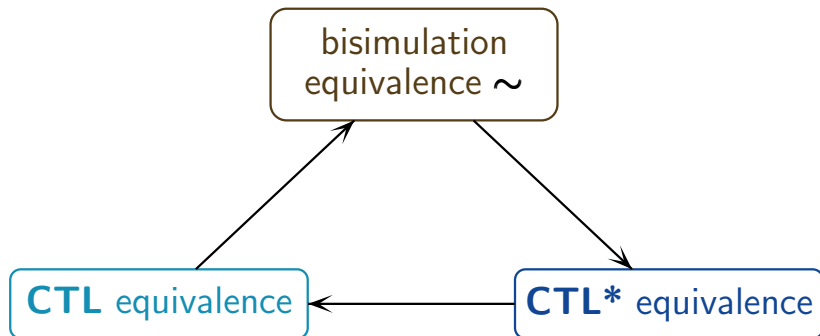 bisimulation
equivalence ~
CTL equivalence
CTL* equivalence